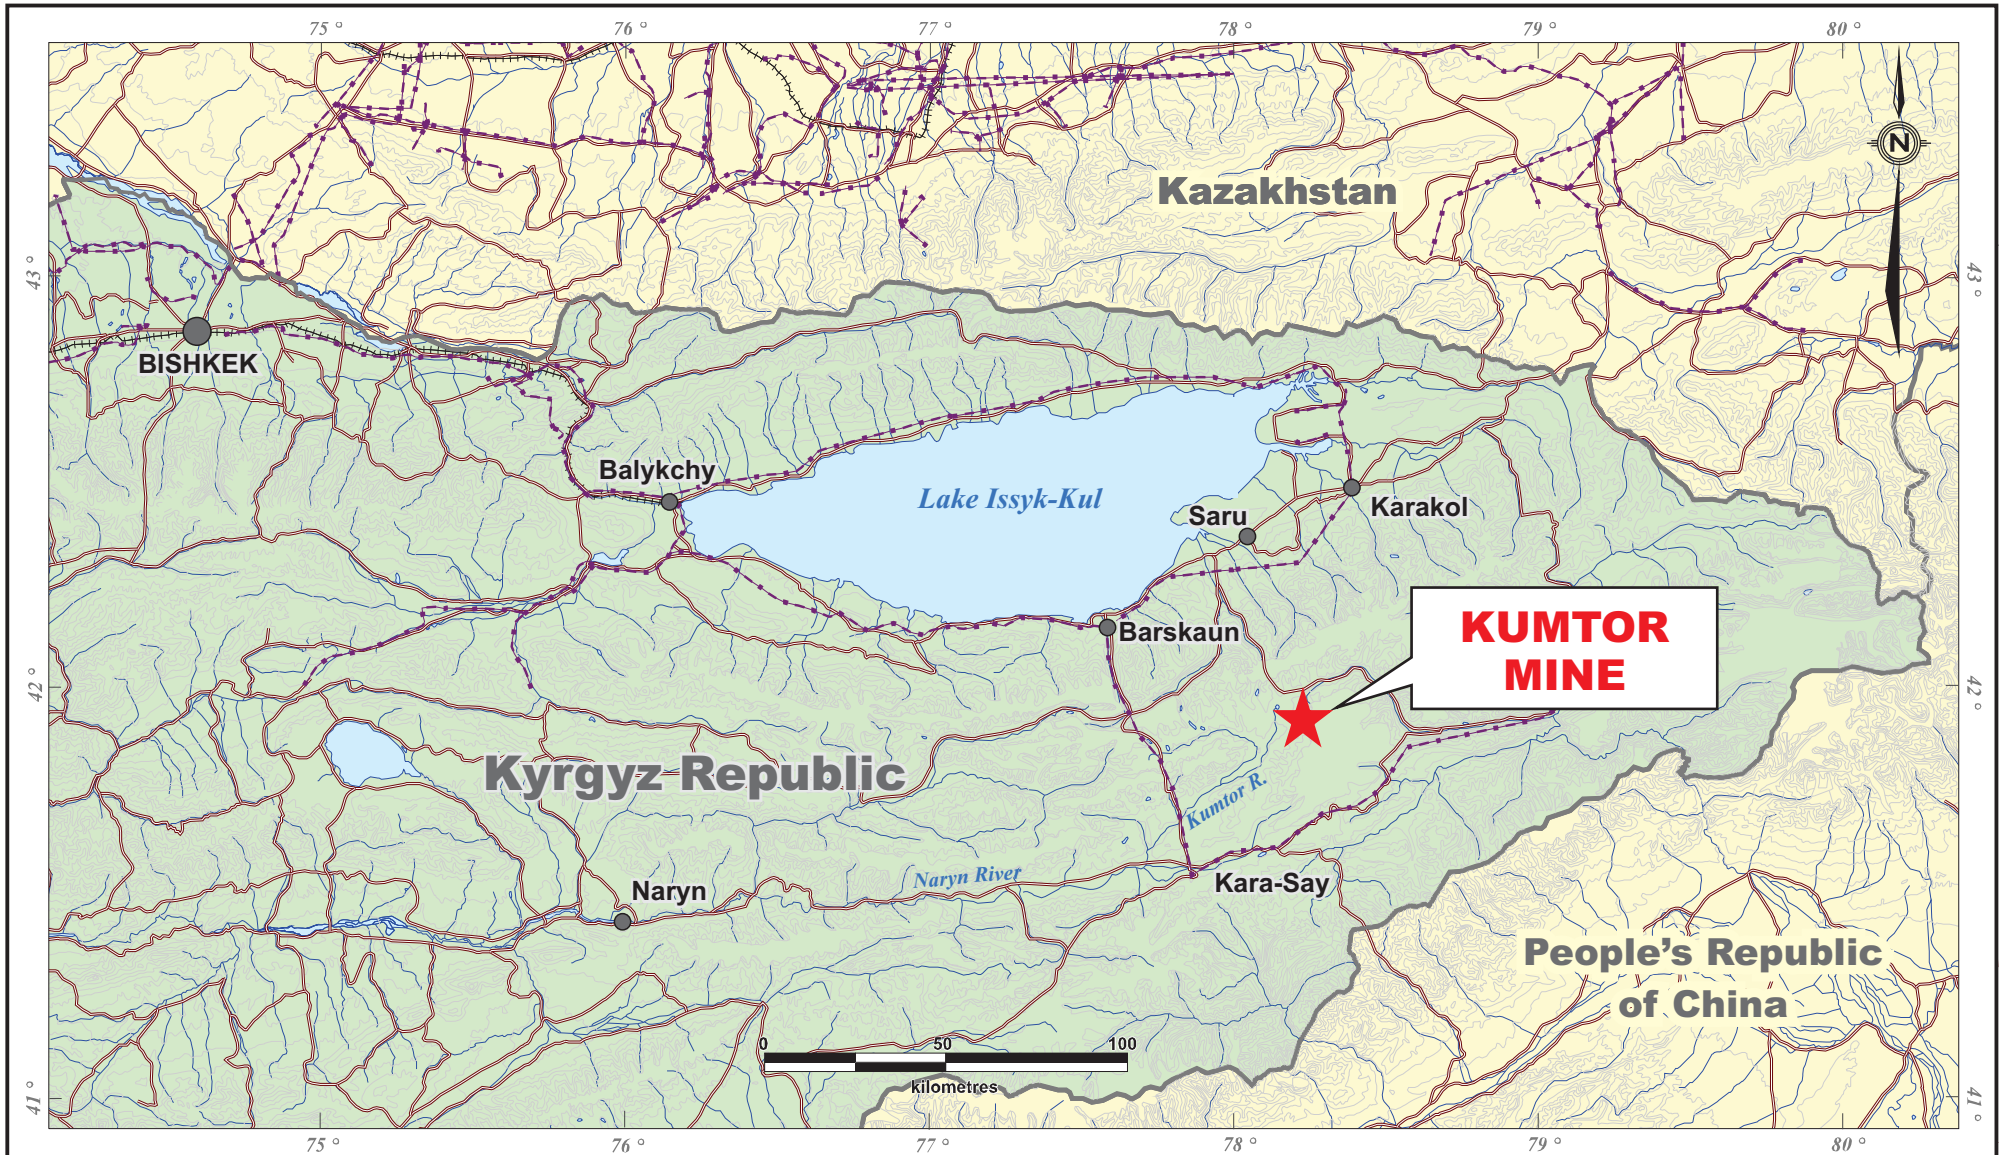 75 °
76 °
77 °
78 °
79 °
80 °
N
Kazakhstan
43 °
43 °
BISHKEK
Balykchy
Lake Issyk-Kul
Karakol
Saru
Barskaun
KUMTOR
MINE
42 °
42 °
Kyrgyz Republic
Kumtor R.
Naryn River
Kara-Say
Naryn
People’s Republic
of China
0 50 100
kilometres
41 °
41 °
75 °
76 °
77 °
78 °
79 °
80 °